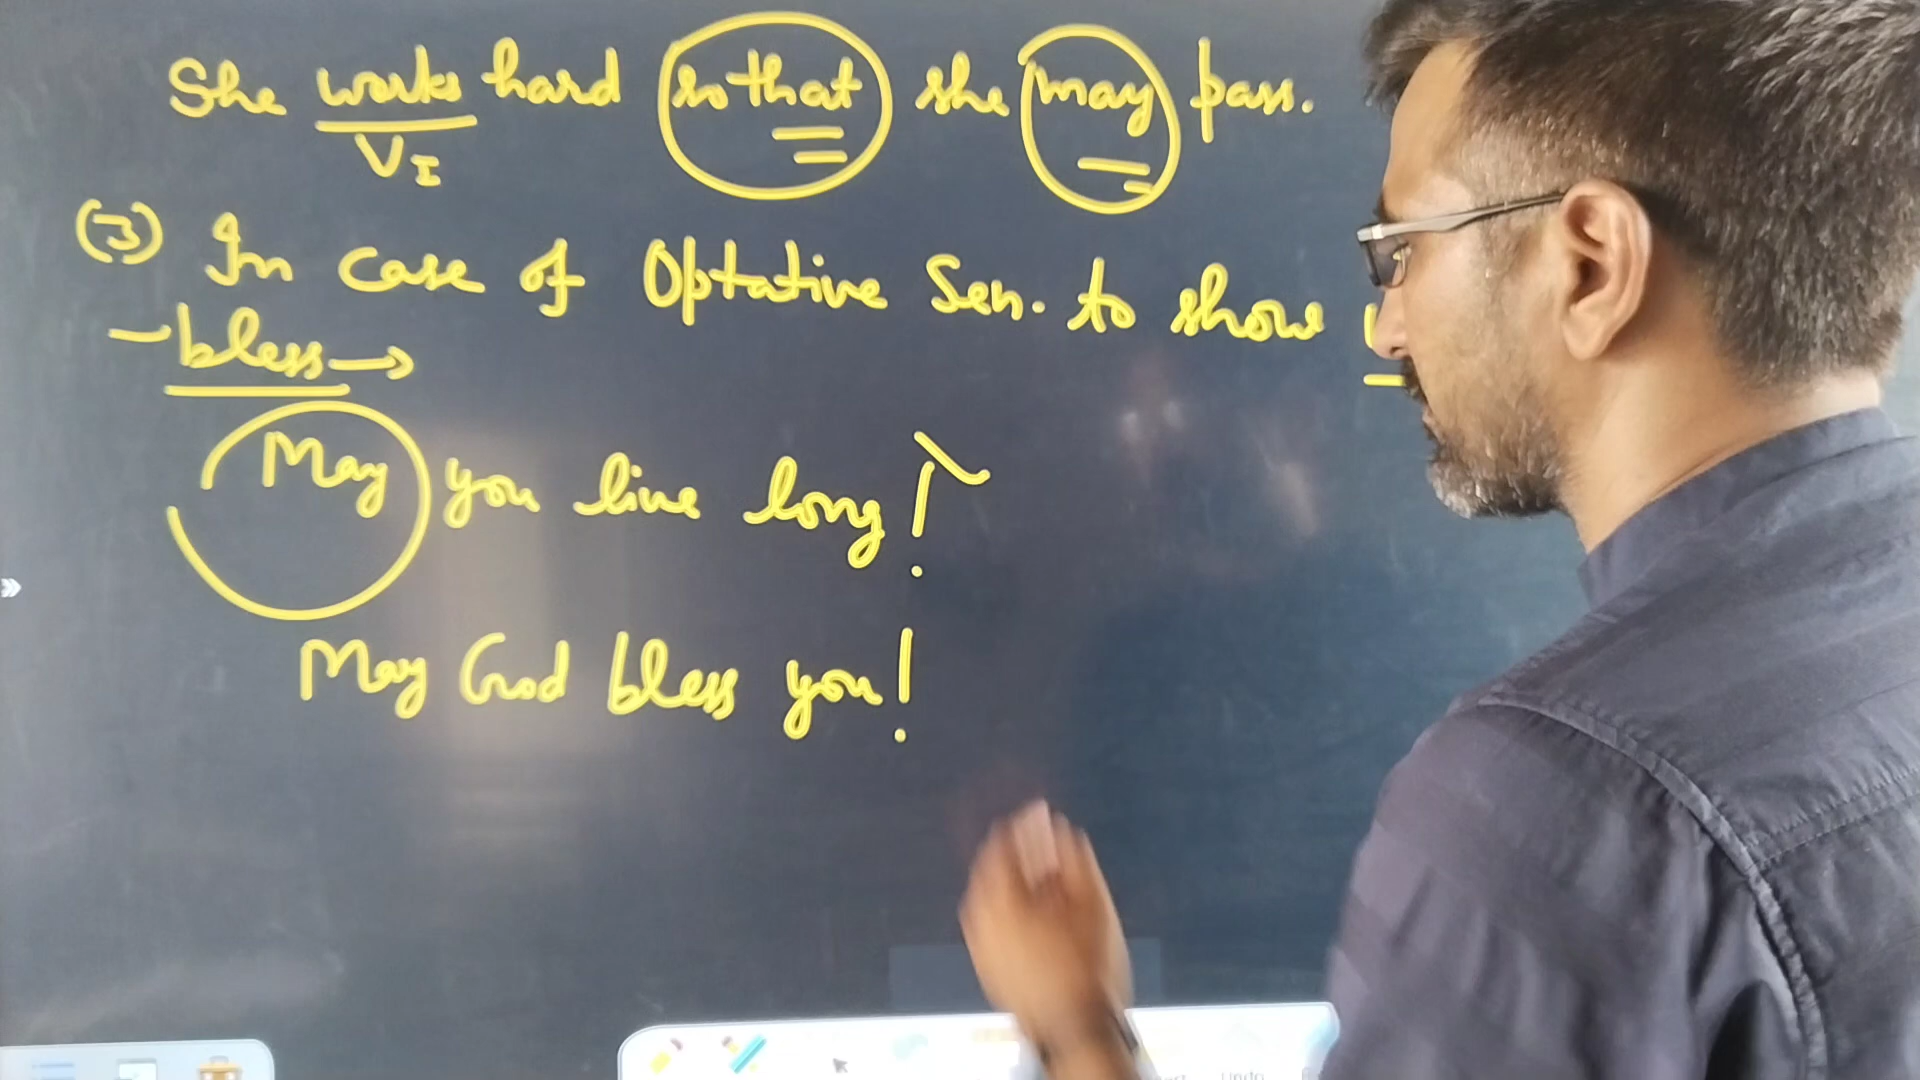 She works hard so that she may pass.
V I
(3) In case of Optative Sen. to show
- bless →
May you live long!
May God bless you!
Undo